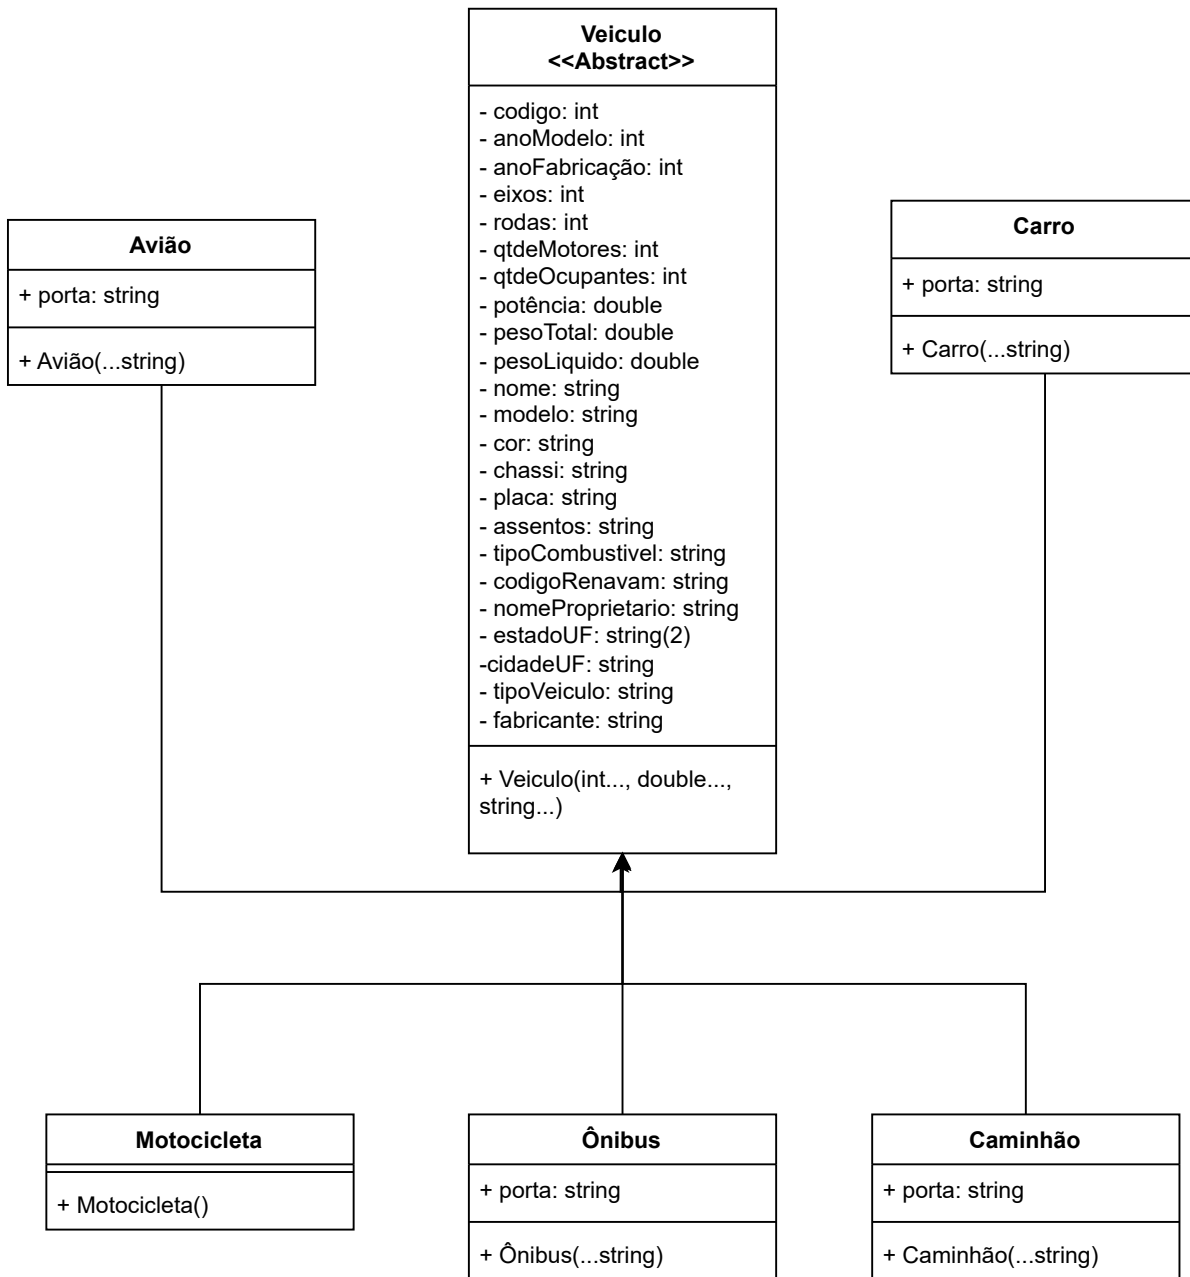 Veiculo
<<Abstract>>
- codigo: int
- anoModelo: int
- anoFabricação: int
- eixos: int
- rodas: int
- qtdeMotores: int
- qtdeOcupantes: int
- potência: double
- pesoTotal: double
- pesoLiquido: double
- nome: string
- modelo: string
- cor: string
- chassi: string
- placa: string
- assentos: string
- tipoCombustivel: string
- codigoRenavam: string
- nomeProprietario: string
- estadoUF: string(2)
-cidadeUF: string
- tipoVeiculo: string
- fabricante: string
+ Veiculo(int..., double...,
string...)
Avião
+ porta: string
+ Avião(...string)
Carro
+ porta: string
+ Carro(...string)
Motocicleta
+ Motocicleta()
Ônibus
+ porta: string
+ Ônibus(...string)
Caminhão
+ porta: string
+ Caminhão(...string)